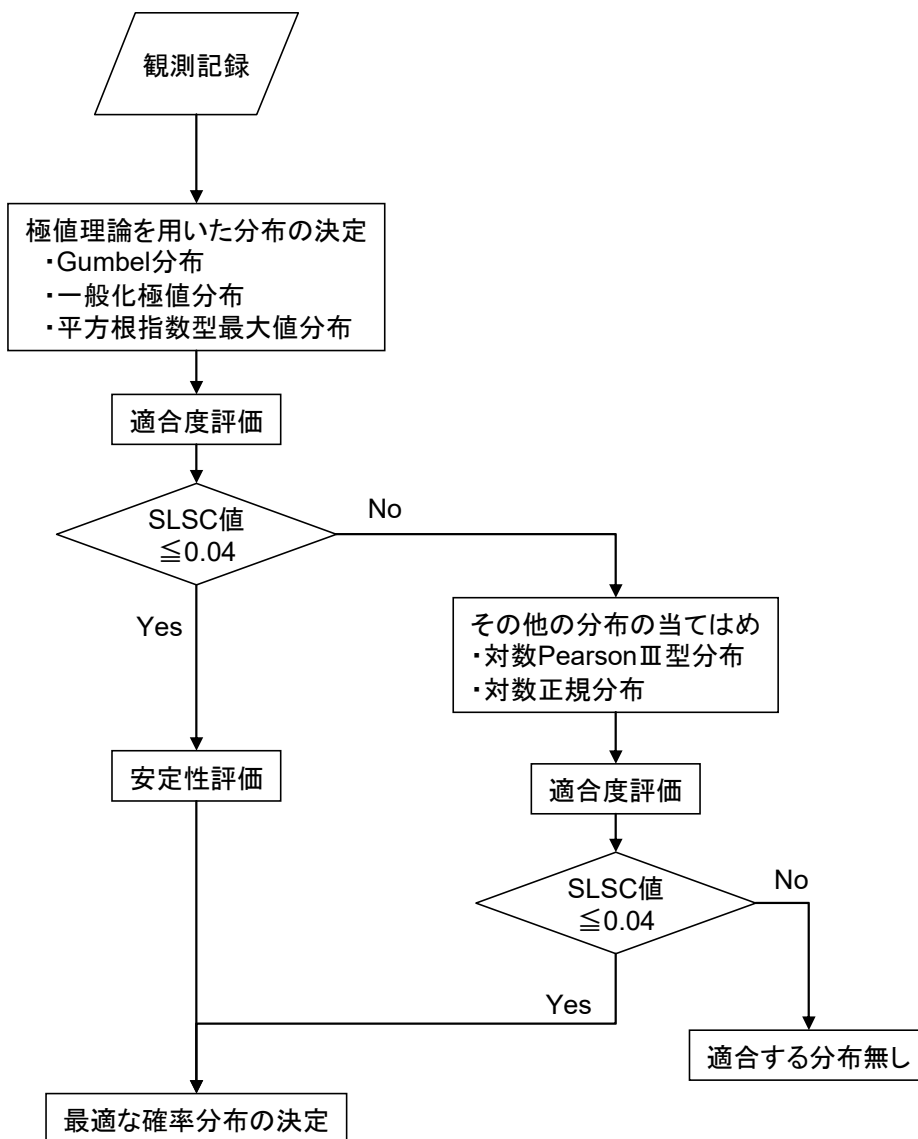 観測記録
極値理論を用いた分布の決定
・Gumbel分布
・一般化極値分布
・平方根指数型最大値分布
適合度評価
SLSC値
≦0.04
No
Yes
その他の分布の当てはめ
・対数PearsonⅢ型分布
・対数正規分布
安定性評価
適合度評価
SLSC値
≦0.04
No
Yes
適合する分布無し
最適な確率分布の決定